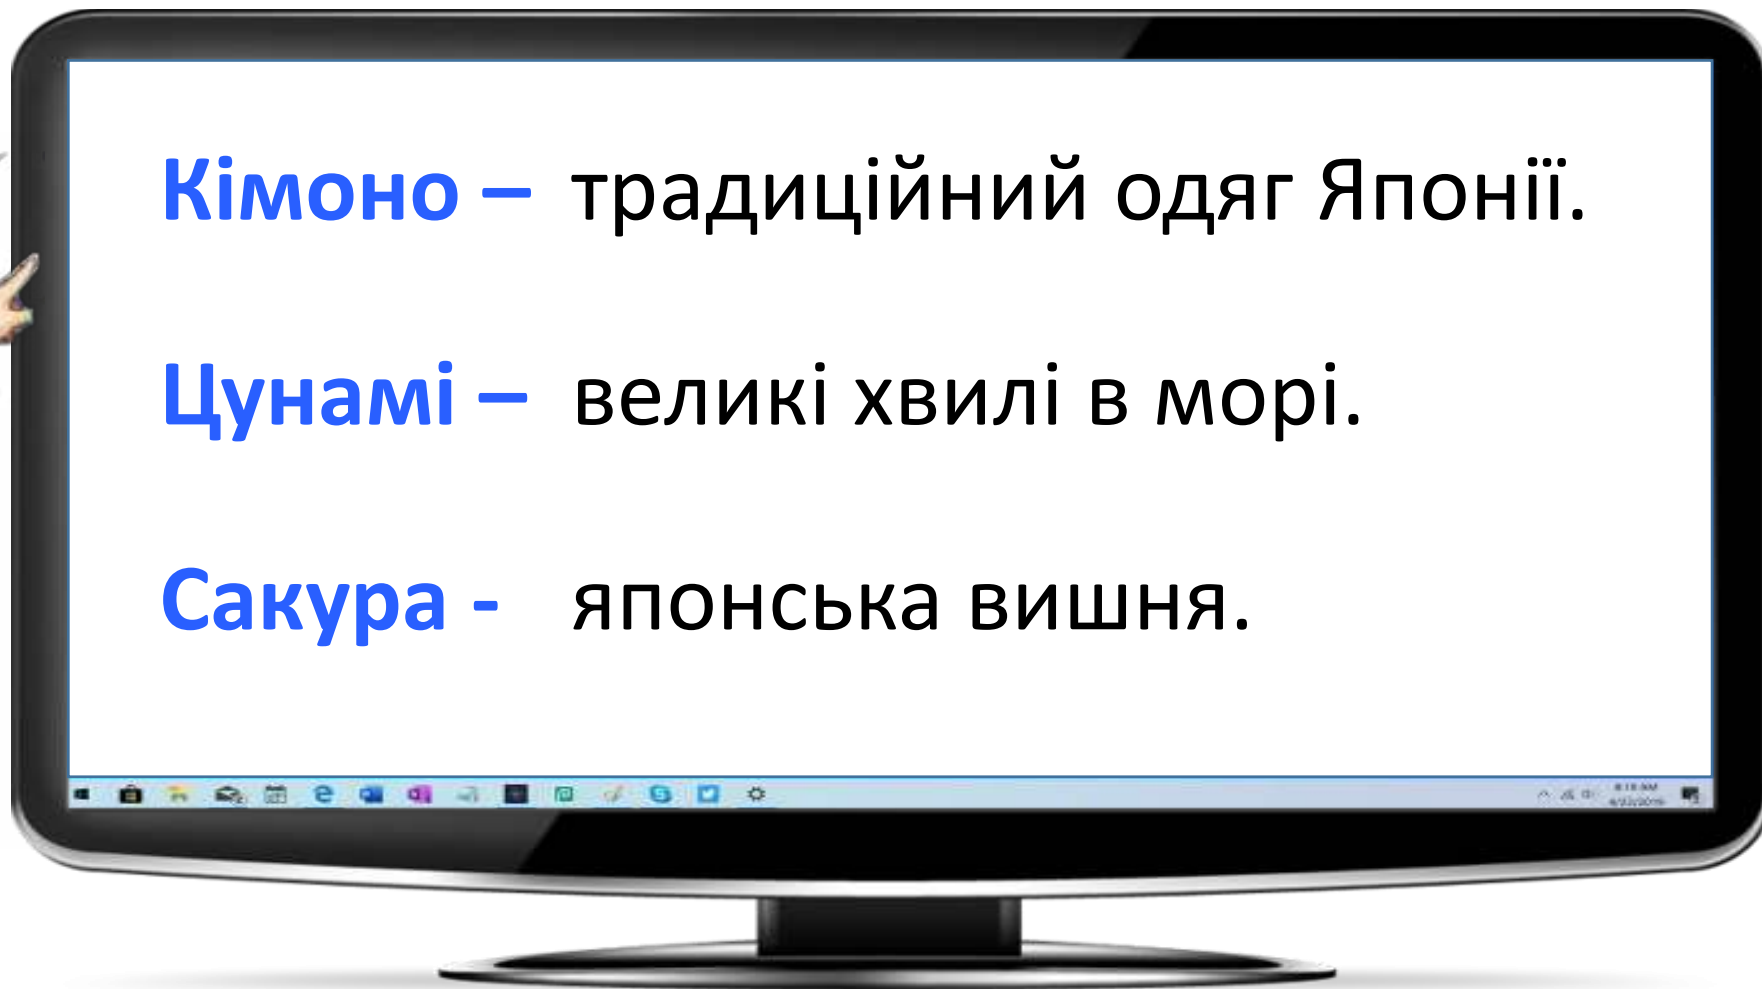 Кімоно – традиційний одяг Японії.
Цунамі – великі хвилі в морі.
Сакура - японська вишня.